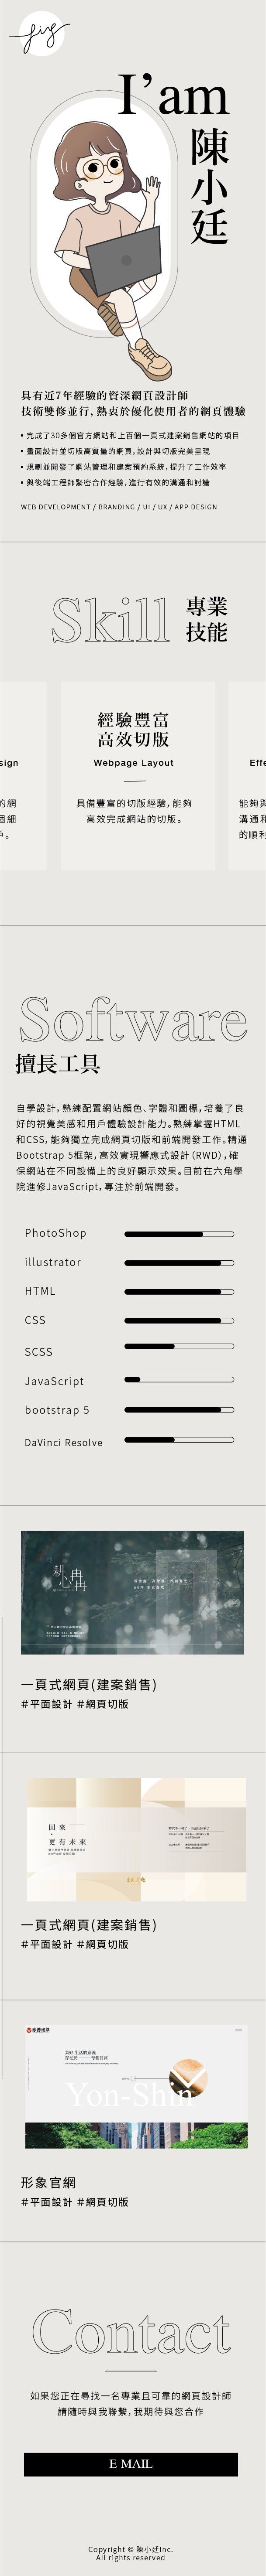 I'am
陳小廷
具有近7年經驗的資深網頁設計師
技術雙修並行，熱衷於優化使用者的網頁體驗
• 完成了30多個官方網站和上百個一頁式建案銷售網站的項目
• 畫面設計並切版高質量的網頁，設計與切版完美呈現
• 規劃並開發了網站管理和建案預約系統，提升了工作效率
• 與後端工程師緊密合作經驗，進行有效的溝通和討論
WEB DEVELOPMENT / BRANDING / UI / UX / APP DESIGN
Skill 專業
技能
經驗豐富
高效切版
Webpage Layout
具備豐富的切版經驗，能夠
高效完成網站的切版。
sign
的網
個細
戶。
Effe
能夠與
溝通和
的順利
Software
擅長工具
自學設計，熟練配置網站顏色、字體和圖標，培養了良
好的視覺美感和用戶體驗設計能力。熟練掌握HTML
和CSS，能夠獨立完成網頁切版和前端開發工作。精通
Bootstrap 5框架，高效實現響應式設計（RWD），確
保網站在不同設備上的良好顯示效果。目前在六角學
院進修JavaScript，專注於前端開發。
PhotoShop
illustrator
HTML
CSS
SCSS
JavaScript
bootstrap 5
DaVinci Resolve
耕心冉冉
一頁式網頁(建案銷售)
#平面設計 #網頁切版
回來，
更有未來
一頁式網頁(建案銷售)
#平面設計 #網頁切版
Yon-Shin
形象官網
#平面設計 #網頁切版
Contact
如果您正在尋找一名專業且可靠的網頁設計師
請隨時與我聯繫，我期待與您合作
E-MAIL
Copyright © 陳小廷Inc.
All rights reserved